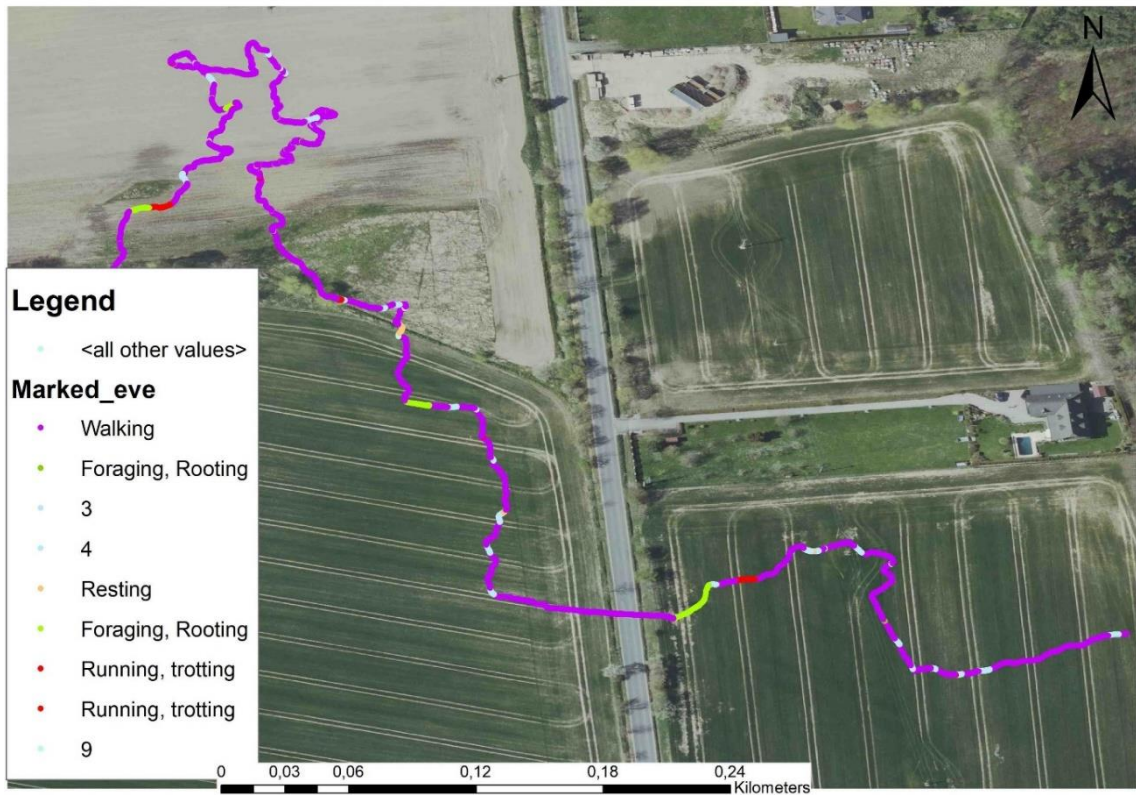 N
Legend
<all other values>
Marked_eve
Walking
Foraging, Rooting
3
4
Resting
Foraging, Rooting
Running, trotting
Running, trotting
9
0 0,03 0,06 0,12 0,18 0,24
Kilometers